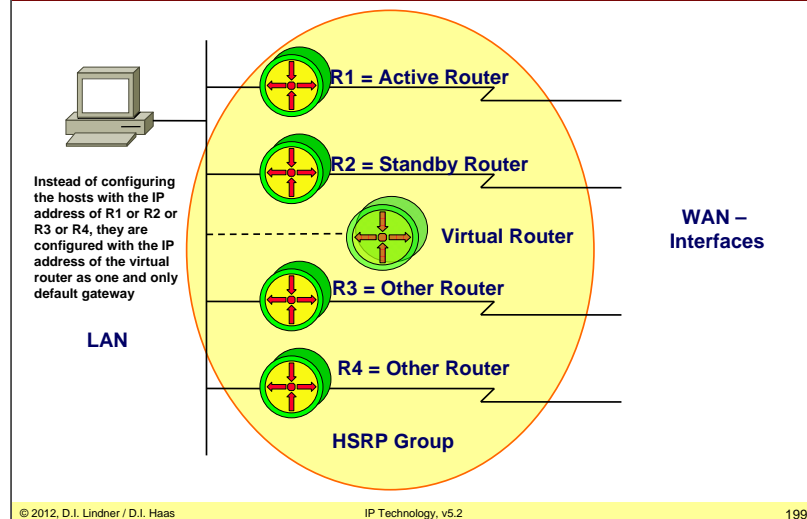 R1 = Active Router
R2 = Standby Router
Instead of configuring
the hosts with the IP
address of R1 or R2 or
R3 or R4, they are
configured with the IP
address of the virtual
router as one and only
default gateway
Virtual Router
WAN –
Interfaces
R3 = Other Router
LAN
R4 = Other Router
HSRP Group
© 2012, D.I. Lindner / D.I. Haas
IP Technology, v5.2
199